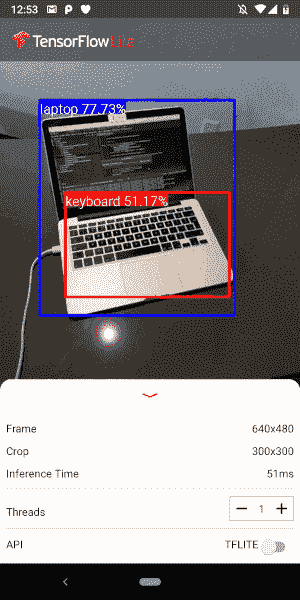 12:53
TensorFlow Lite
laptop 77.73%
keyboard 51.17%
Frame 640x480
Crop 300x300
Inference Time 51ms
Threads 1
API TFLITE